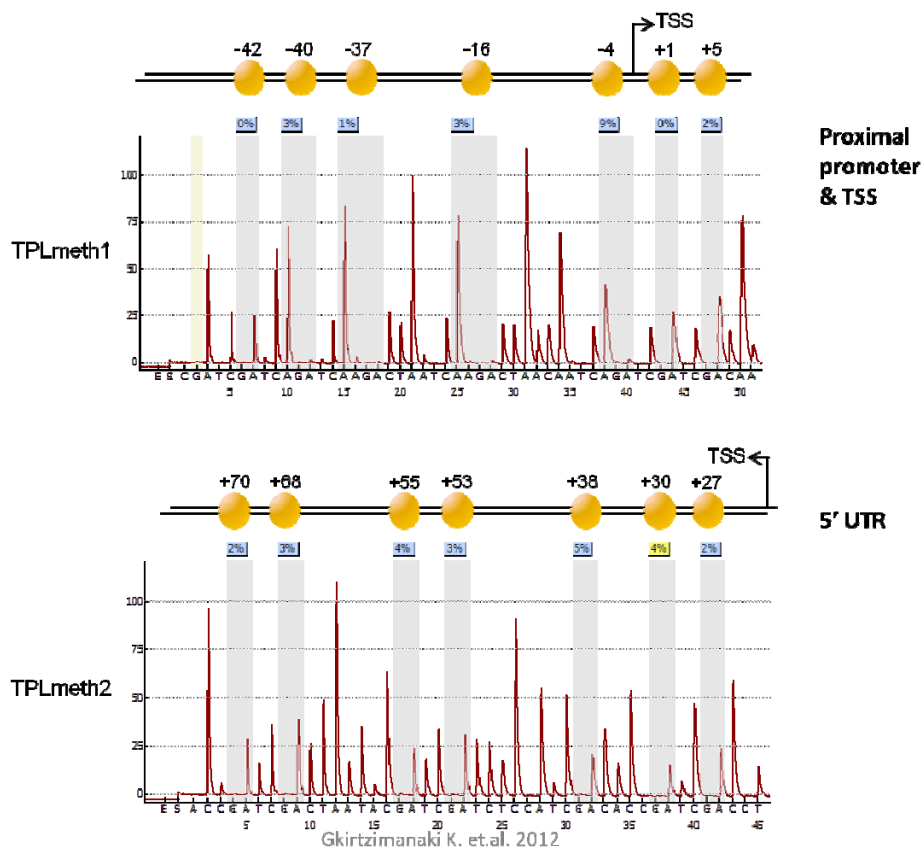 TSS
-42 -40 -37 -16 -4 +1 +5
0% 3% 1% 3% 9% 0% 2%
Proximal
promoter
& TSS
100
75
TPLmeth1
50
25
0
E S C G A T C G A T C A G A T C A A G A C T A A T C A A G A C T A A C A A T C A G A T C G A T C G A C A A
5 10 15 20 25 30 35 40 45 50
TSS
+70 +68 +55 +53 +38 +30 +27
5' UTR
2% 3% 4% 3% 5% 4% 2%
100
75
TPLmeth2
50
25
0
E S A C C G A T C G A C T A A T A C G A T C G A T C T C C A T C G A C A C C G A T C G A C C T
5 10 15 20 25 30 35 40 45
Gkirtzimanaki K. et.al. 2012